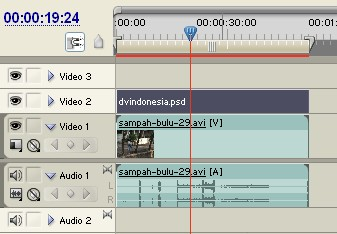 00:00:19:24
:00:00
00:00:30:00
00:01
Video 3
Video 2
dvindonesia.psd
Video 1
sampah-bulu-29.avi [V]
Audio 1
sampah-bulu-29.avi [A]
L
R
Audio 2